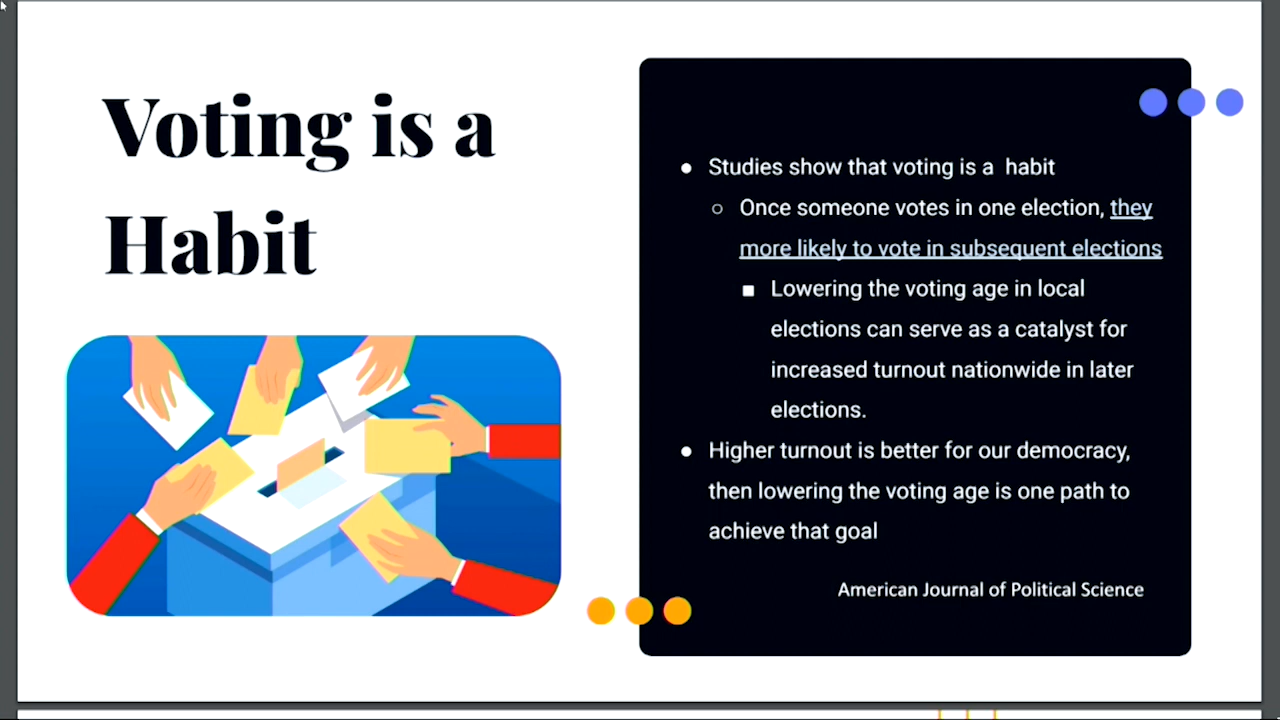 Voting is a
Habit
● Studies show that voting is a  habit
○ Once someone votes in one election, they
more likely to vote in subsequent elections
■ Lowering the voting age in local
elections can serve as a catalyst for
increased turnout nationwide in later
elections.
● Higher turnout is better for our democracy,
then lowering the voting age is one path to
achieve that goal
American Journal of Political Science